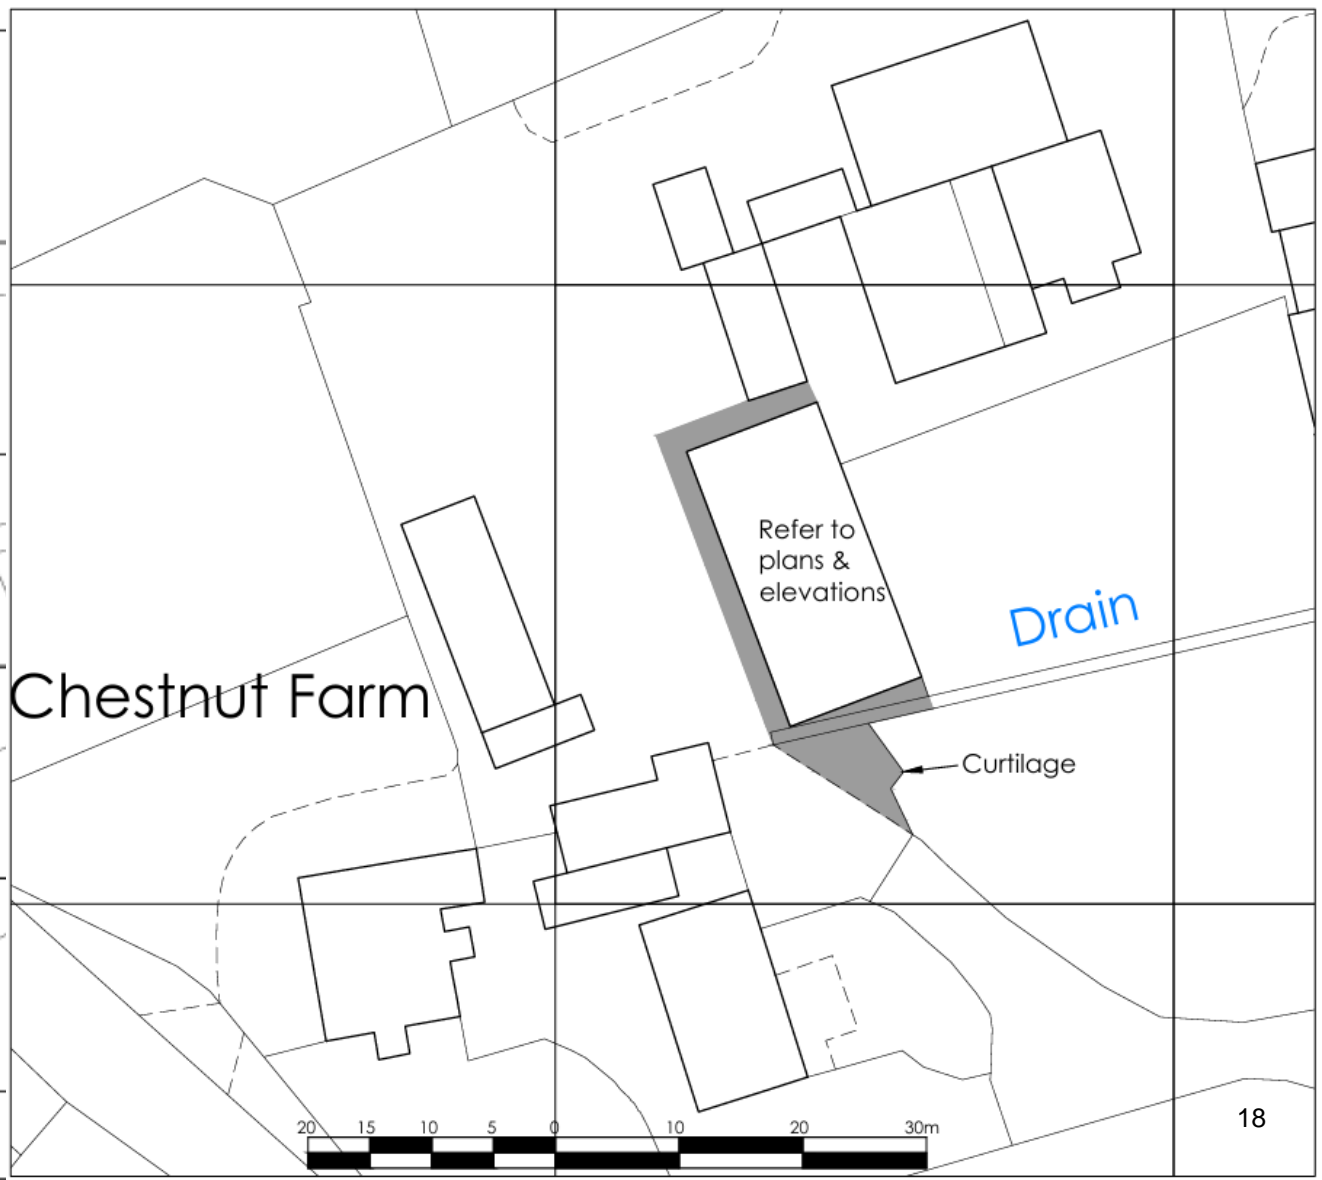 Refer to
plans &
elevations
Drain
Chestnut Farm
Curtilage
18
20 15 10 5 0 10 20 30m